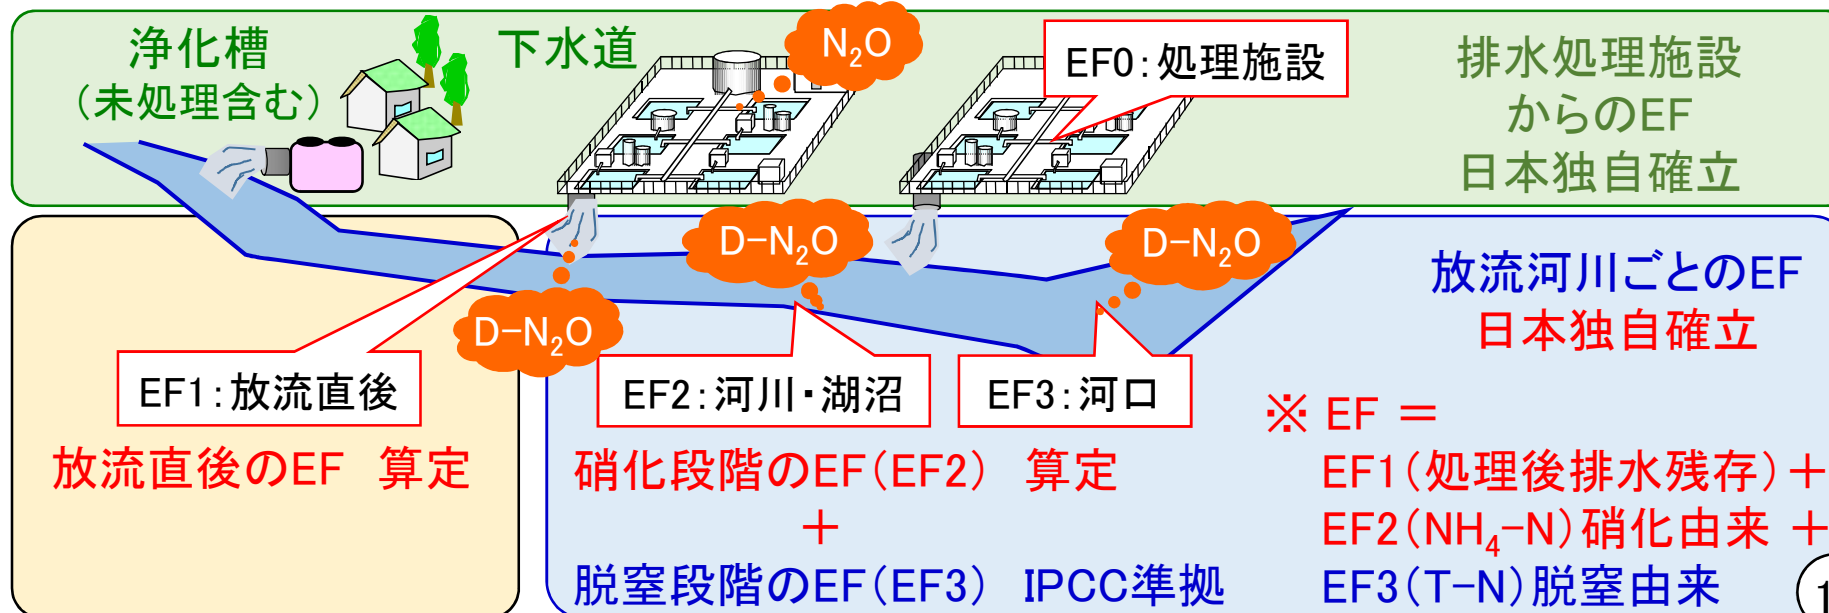 浄化槽
（未処理含む）
下水道
N₂O
EF0：処理施設
排水処理施設
からのEF
日本独自確立
D-N₂O
D-N₂O
D-N₂O
EF1：放流直後
EF2：河川・湖沼
EF3：河口
放流河川ごとのEF
日本独自確立
放流直後のEF　算定
硝化段階のEF（EF2）　算定
＋
脱窒段階のEF（EF3）　IPCC準拠
※ EF ＝
EF1（処理後排水残存）＋
EF2（NH₄-N）硝化由来 ＋
EF3（T-N）脱窒由来
1